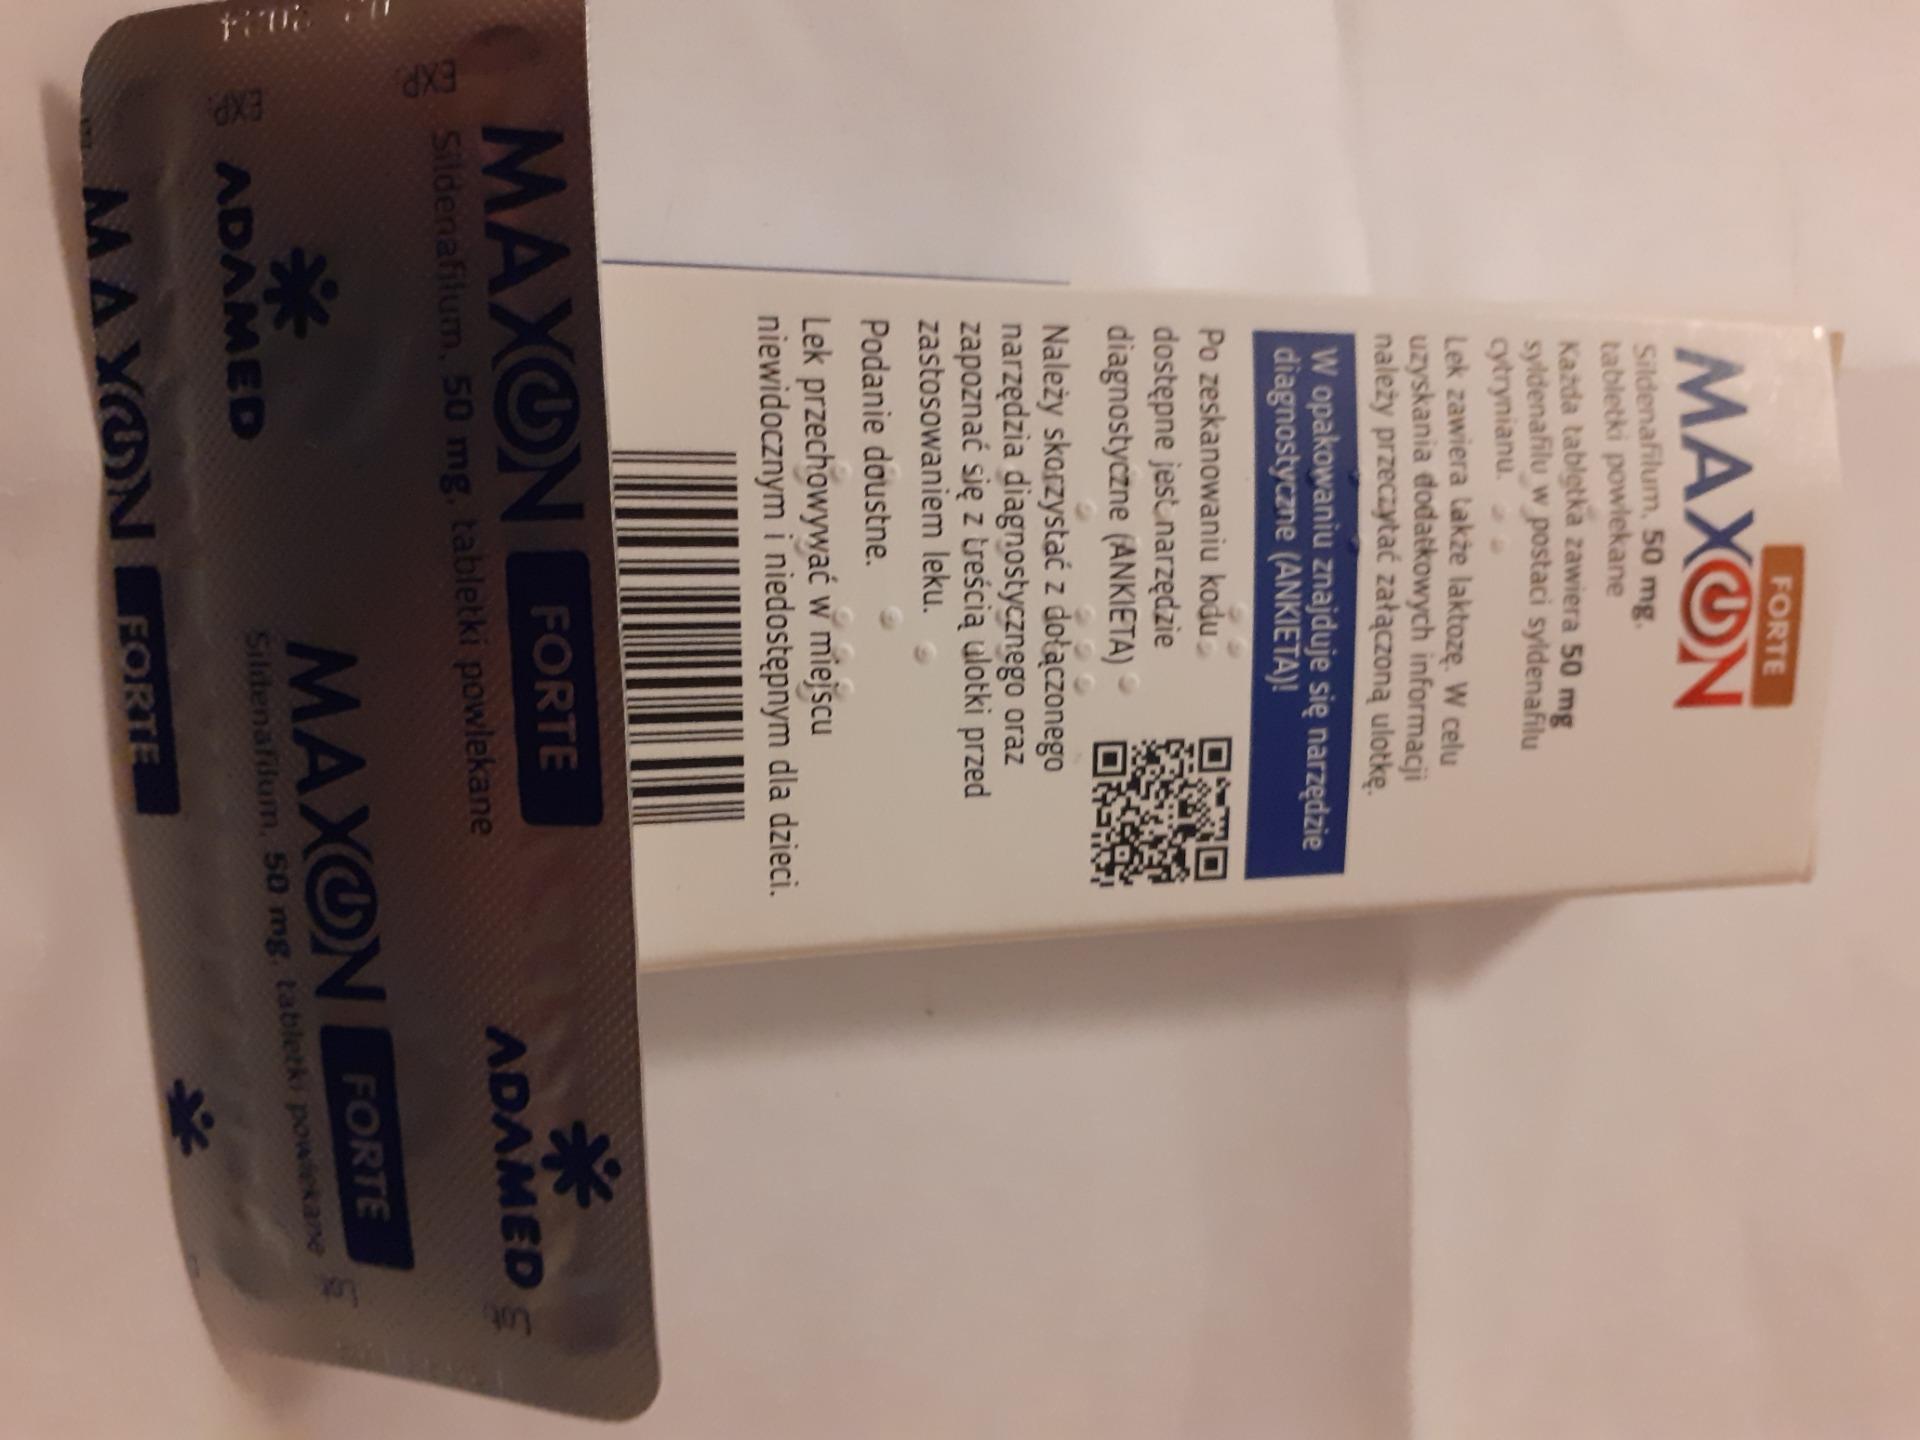 FORTE
MAXON
Sildenafilum, 50 mg,
tabletki powlekane
Każda tabletka zawiera 50 mg
syldenafilu w postaci syldenafilu
cytrynianu.
Lek zawiera także laktozę. W celu
uzyskania dodatkowych informacji
należy przeczytać załączoną ulotkę.
W opakowaniu znajduje się narzędzie
diagnostyczne (ANKIETA)!
Po zeskanowaniu kodu
dostępne jest narzędzie
diagnostyczne (ANKIETA)
Należy skorzystać z dołączonego
narzędzia diagnostycznego oraz
zapoznać się z treścią ulotki przed
zastosowaniem leku.
Podanie doustne.
Lek przechowywać w miejscu
niewidocznym i niedostępnym dla dzieci.
ADAMED
MAXON FORTE
EXP: Sildenafilum, 50 mg, tabletki powlekane
MAXON FORTE
Sildenafilum, 50 mg, tabletki powlekane
ADAMED
EXP:
2024
MAXON FORTE